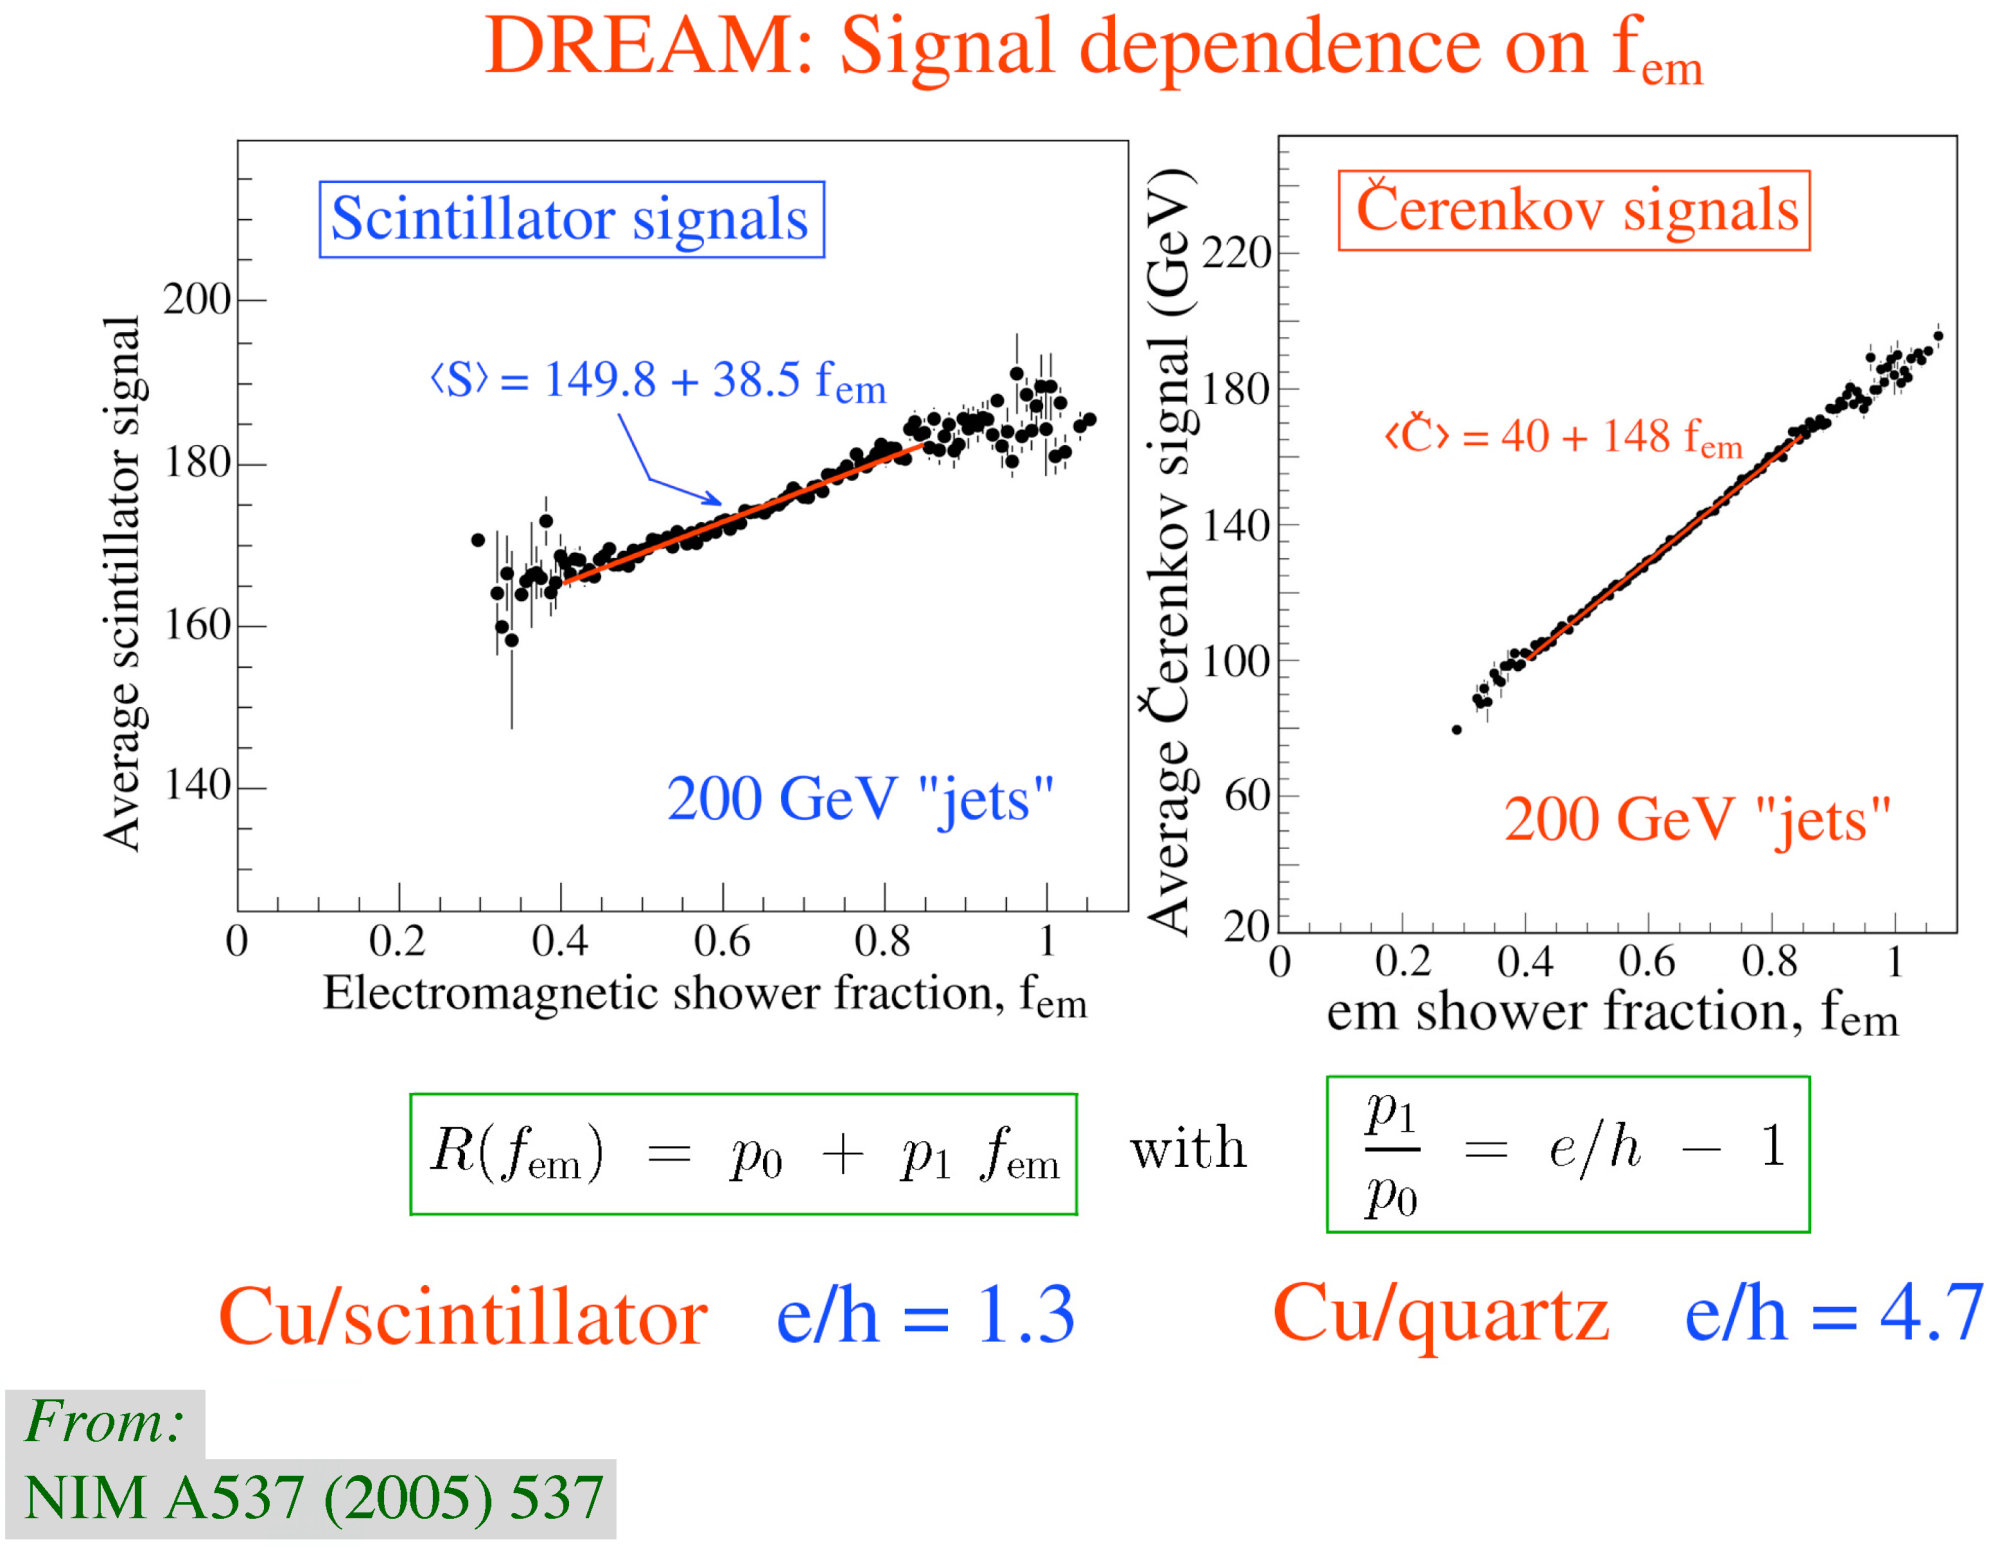 DREAM: Signal dependence on fem
Scintillator signals
⟨S⟩ = 149.8 + 38.5 fem
200 GeV "jets"
Average scintillator signal
200
180
160
140
0 0.2 0.4 0.6 0.8 1
Electromagnetic shower fraction, fem
Čerenkov signals
⟨Č⟩ = 40 + 148 fem
200 GeV "jets"
Average Čerenkov signal (GeV)
220
180
140
100
60
20
0 0.2 0.4 0.6 0.8 1
em shower fraction, fem
R(fem) = p0 + p1 fem with p1/p0 = e/h − 1
Cu/scintillator e/h = 1.3 Cu/quartz e/h = 4.7
From:
NIM A537 (2005) 537